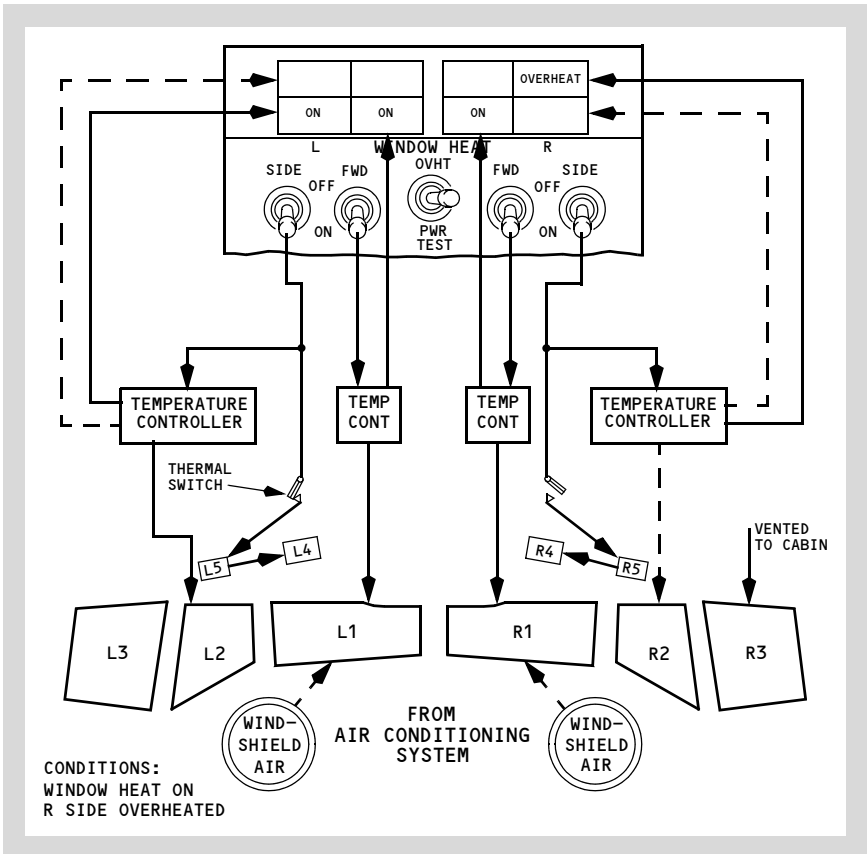 OVERHEAT
ON
ON
ON
L
WINDOW HEAT
R
SIDE
OFF
FWD
OVHT
FWD
OFF
SIDE
ON
PWR
TEST
ON
TEMPERATURE
CONTROLLER
TEMP
CONT
TEMP
CONT
TEMPERATURE
CONTROLLER
THERMAL
SWITCH
L5
L4
R4
R5
VENTED
TO CABIN
L3
L2
L1
R1
R2
R3
WIND-
SHIELD
AIR
FROM
AIR CONDITIONING
SYSTEM
WIND-
SHIELD
AIR
CONDITIONS:
WINDOW HEAT ON
R SIDE OVERHEATED